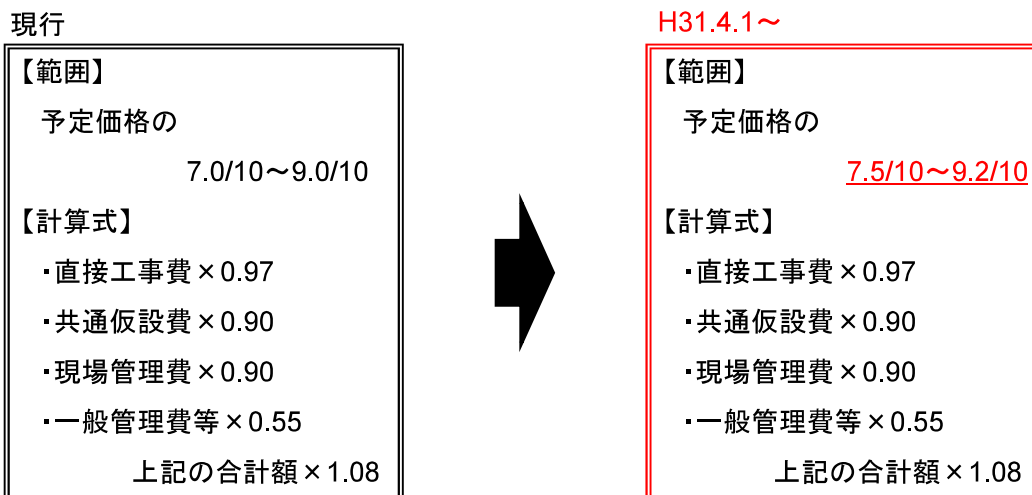 現行
【範囲】
予定価格の
7.0/10～9.0/10
【計算式】
・直接工事費×0.97
・共通仮設費×0.90
・現場管理費×0.90
・一般管理費等×0.55
上記の合計額×1.08
H31.4.1～
【範囲】
予定価格の
7.5/10～9.2/10
【計算式】
・直接工事費×0.97
・共通仮設費×0.90
・現場管理費×0.90
・一般管理費等×0.55
上記の合計額×1.08